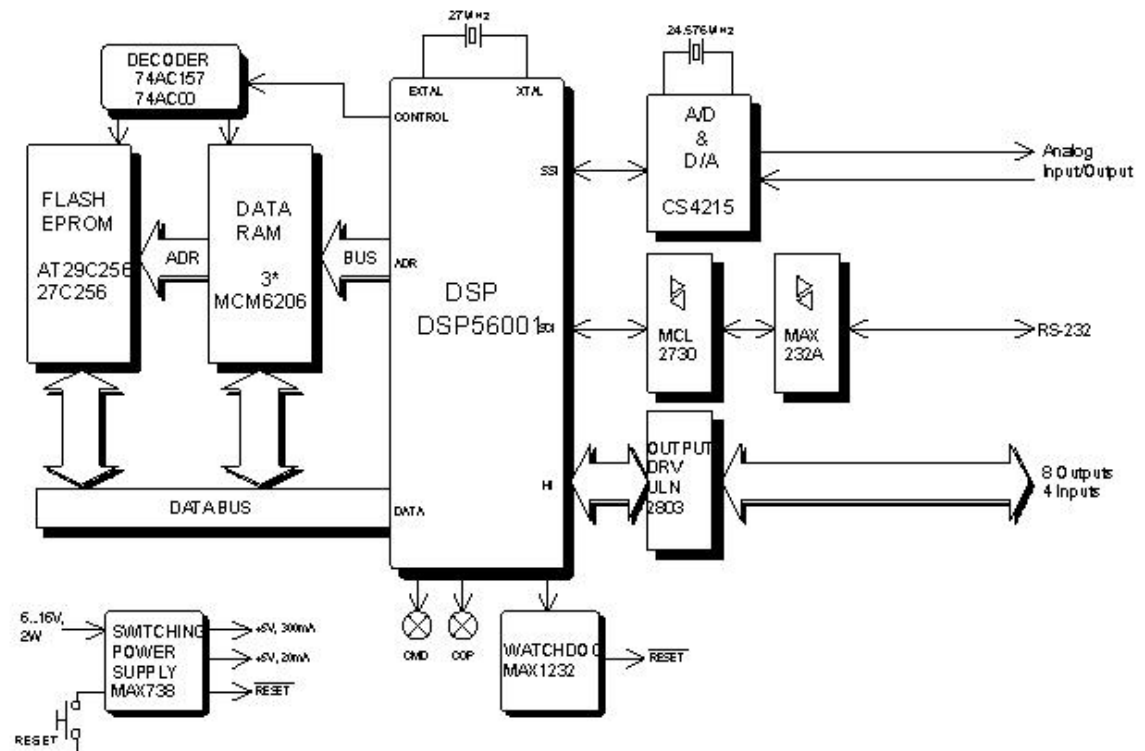 27MHz
24.576MHz
DECODER
74AC157
74AC00
EXTAL
XTAL
CONTROL
A/D
&
D/A
CS4215
SSI
Analog
Input/Output
FLASH
EPROM
AT29C256
27C256
ADR
DATA
RAM
3*
MCM6206
BUS
ADR
DSP
DSP56001
SCI
MCL
2730
MAX
232A
RS-232
HI
OUTPUT
DRV
ULN
2803
8 Outputs
4 Inputs
DATABUS
DATA
6...16V,
2W
SWITCHING
POWER
SUPPLY
MAX738
+5V, 300mA
+5V, 20mA
RESET
RESET
CMD
COP
WATCHDOG
MAX1232
RESET